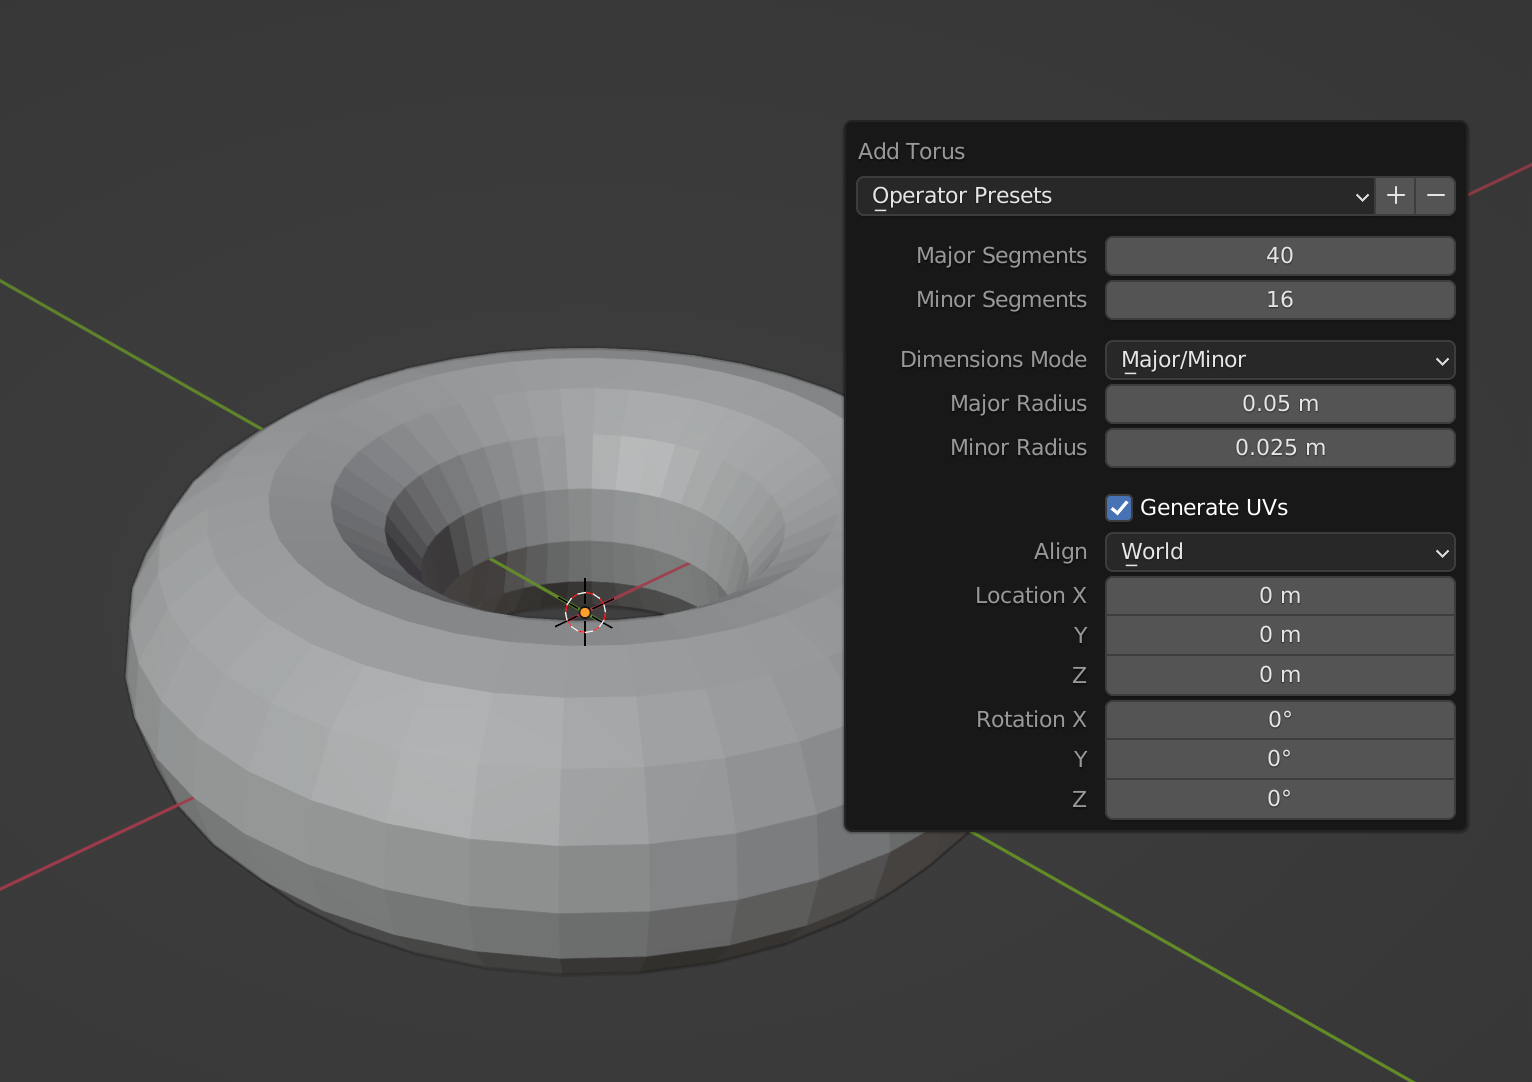 Add Torus
Operator Presets
Major Segments 40
Minor Segments 16
Dimensions Mode Major/Minor
Major Radius 0.05 m
Minor Radius 0.025 m
Generate UVs
Align World
Location X 0 m
Y 0 m
Z 0 m
Rotation X 0°
Y 0°
Z 0°